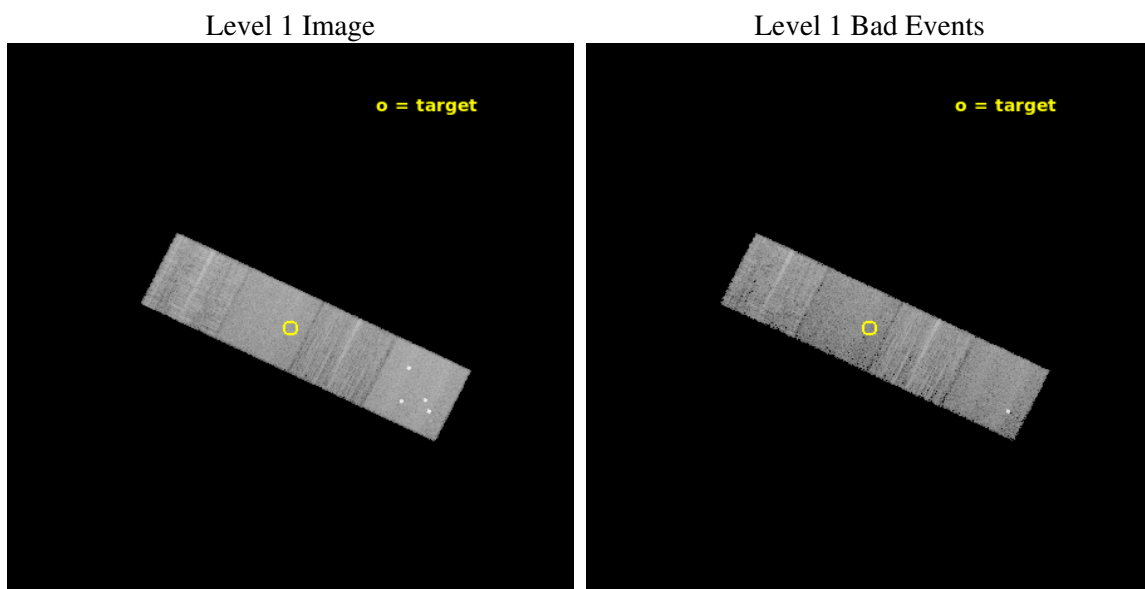 Level 1 Image
Level 1 Bad Events
o = target
o = target